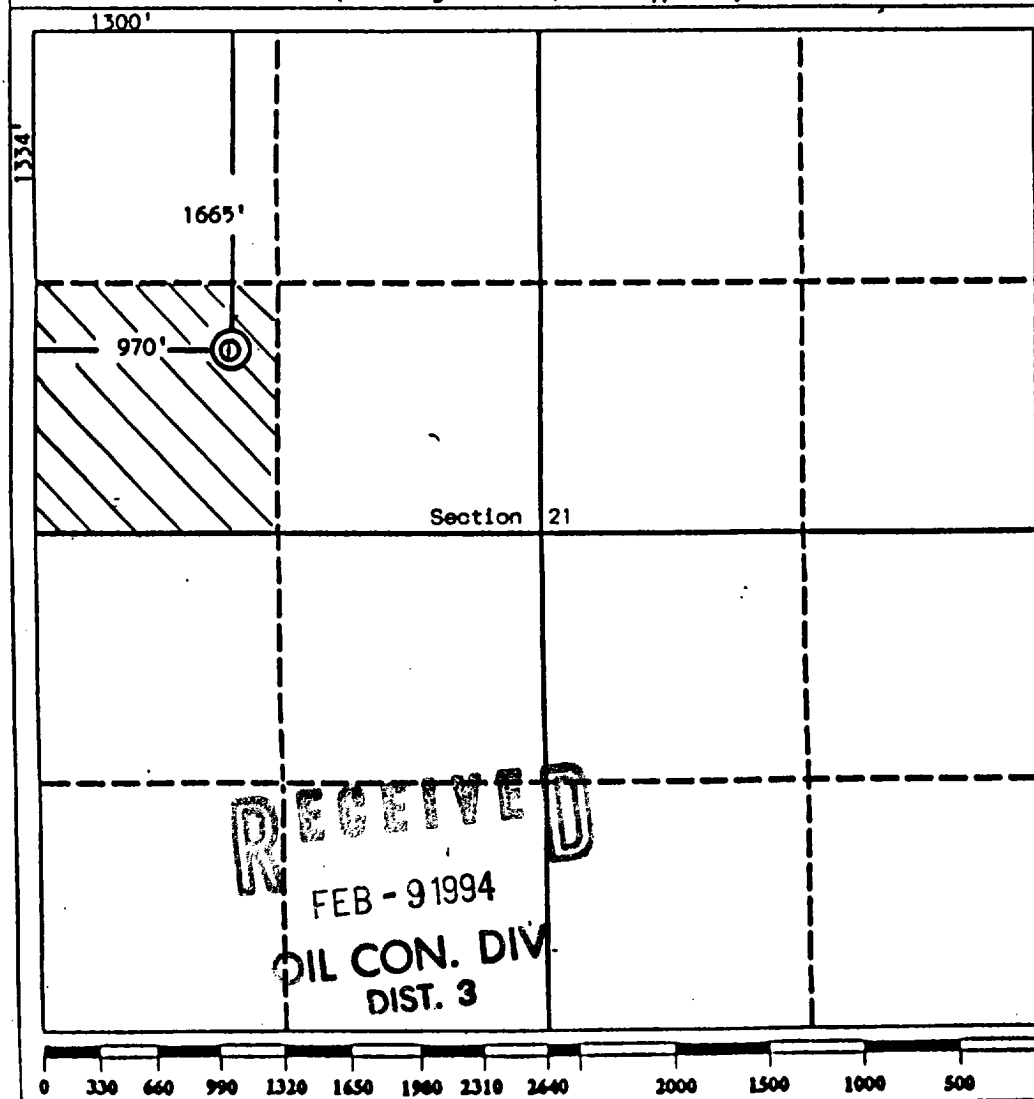 1300'
1334'
1665'
970'
Section 21
RECEIVED
FEB - 9 1994
OIL CON. DIV
DIST. 3
0 330 660 990 1320 1650 1980 2310 2640 2000 1500 1000 500